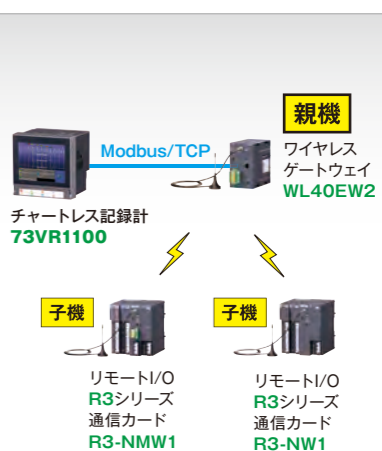 親機
Modbus/TCP
ワイヤレス
ゲートウェイ
WL40EW2
チャートレス記録計
73VR1100
子機
リモートI/O
R3シリーズ
通信カード
R3-NMW1
子機
リモートI/O
R3シリーズ
通信カード
R3-NW1